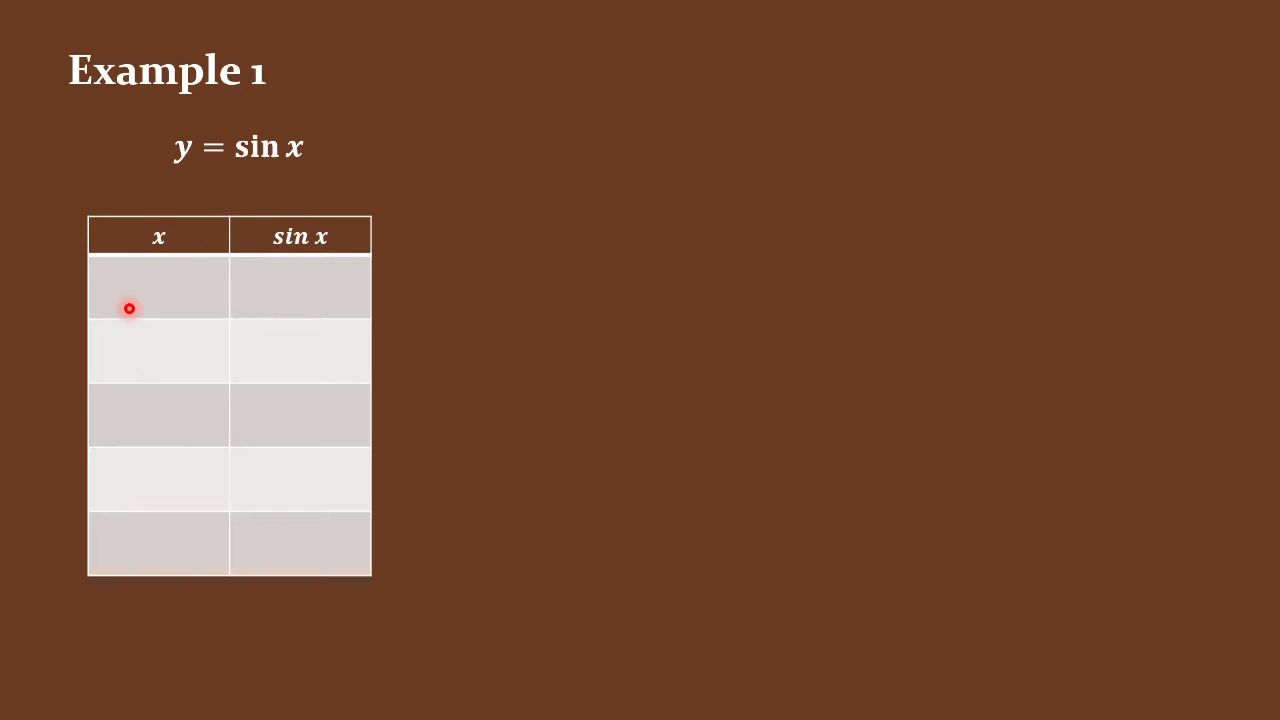 Example 1
y = sin x
x sin x